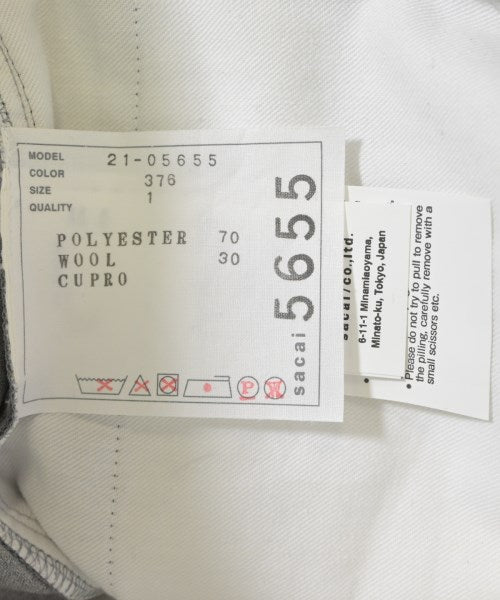 MODEL 21-05655
COLOR 376
SIZE 1
QUALITY
POLYESTER 70
WOOL 30
CUPRO
P
W
sacai 5655
sacai/co.,ltd.
6-11-1 Minamiaoyama,
Minato-ku, Tokyo, Japan
• Please do not try to pull to remove
the pilling, carefully remove with a
small scissors etc.